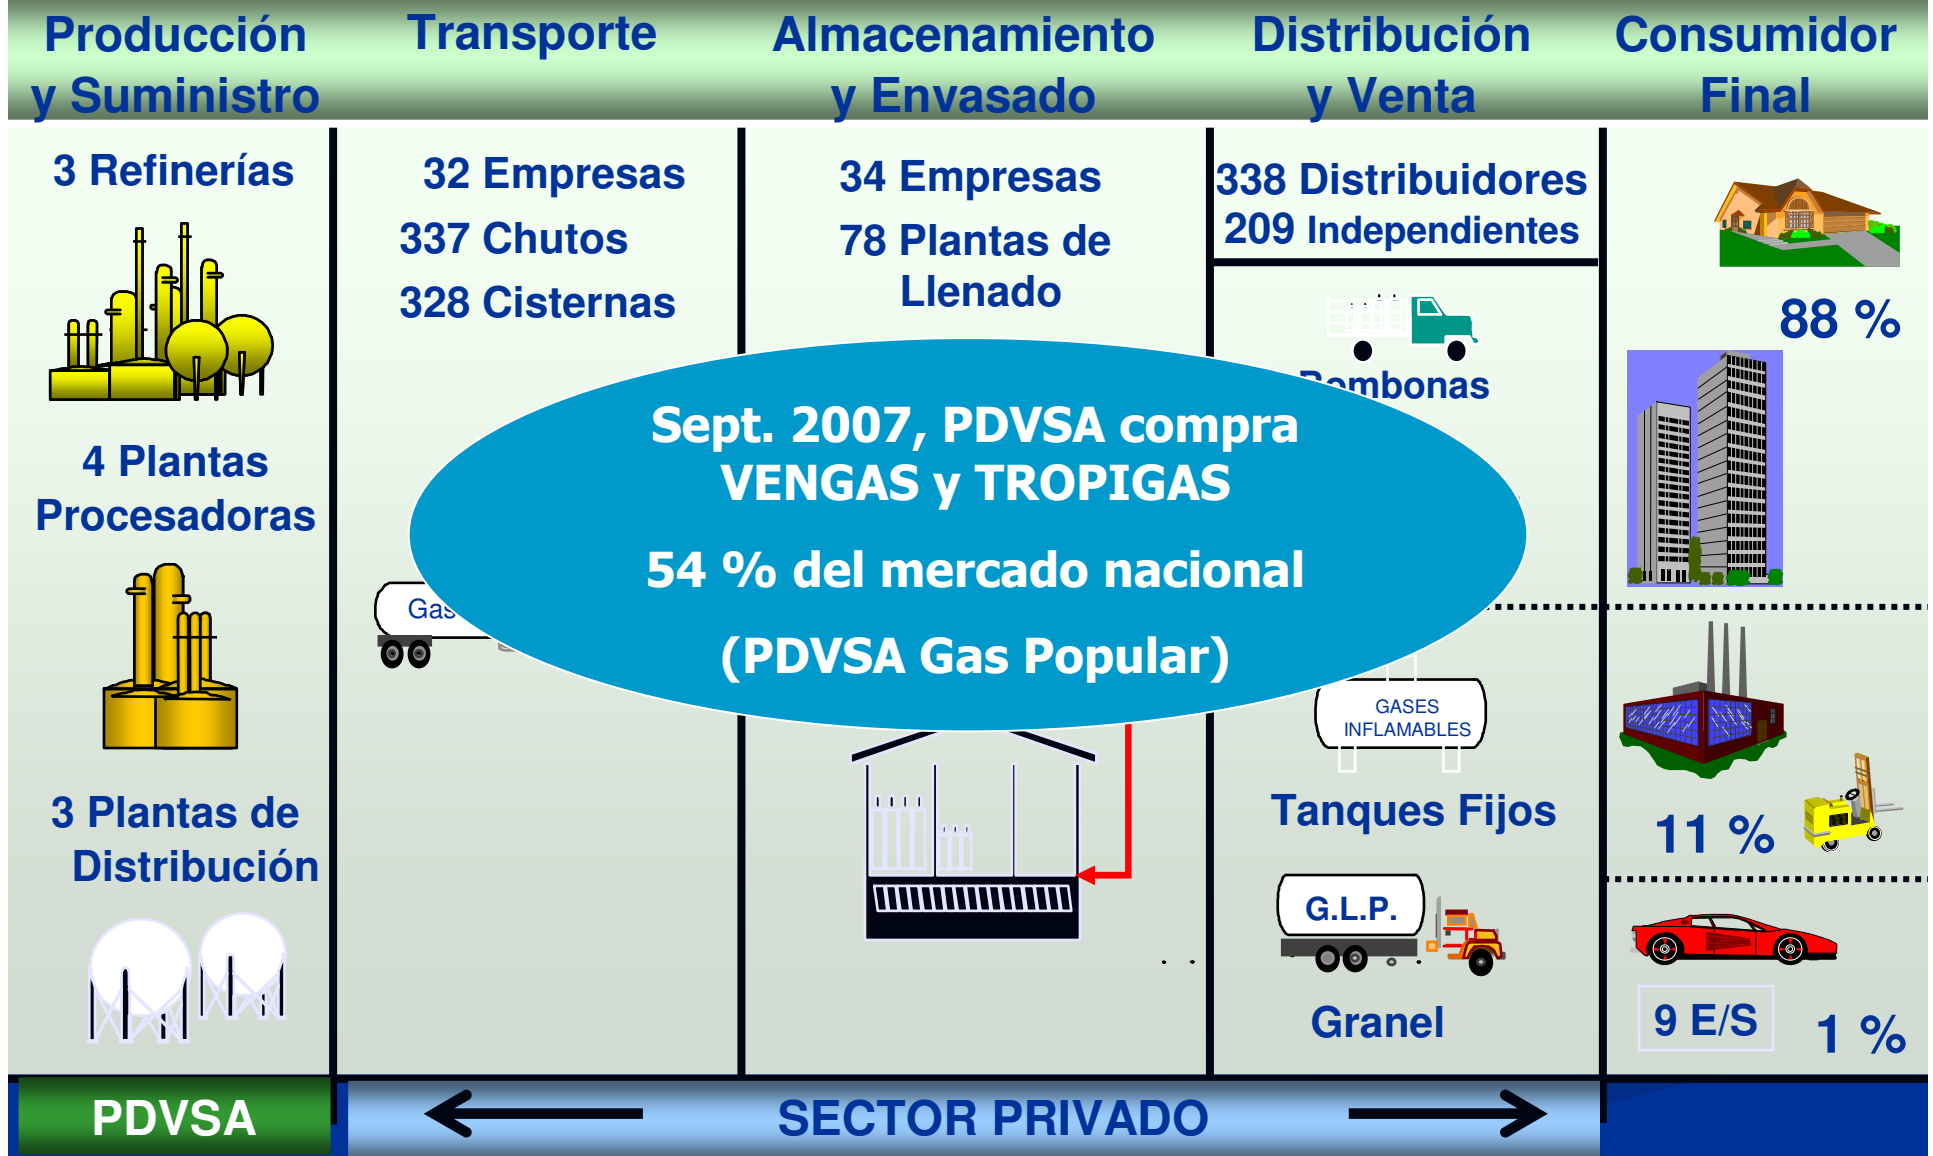 Producción
y Suministro
Transporte
Almacenamiento
y Envasado
Distribución
y Venta
Consumidor
Final
3 Refinerías
4 Plantas
Procesadoras
3 Plantas de
Distribución
32 Empresas
337 Chutos
328 Cisternas
34 Empresas
78 Plantas de
Llenado
338 Distribuidores
209 Independientes
Sept. 2007, PDVSA compra
VENGAS y TROPIGAS
54 % del mercado nacional
(PDVSA Gas Popular)
GASES
INFLAMABLES
Tanques Fijos
G.L.P.
Granel
88 %
11 %
9 E/S
1 %
PDVSA
SECTOR PRIVADO